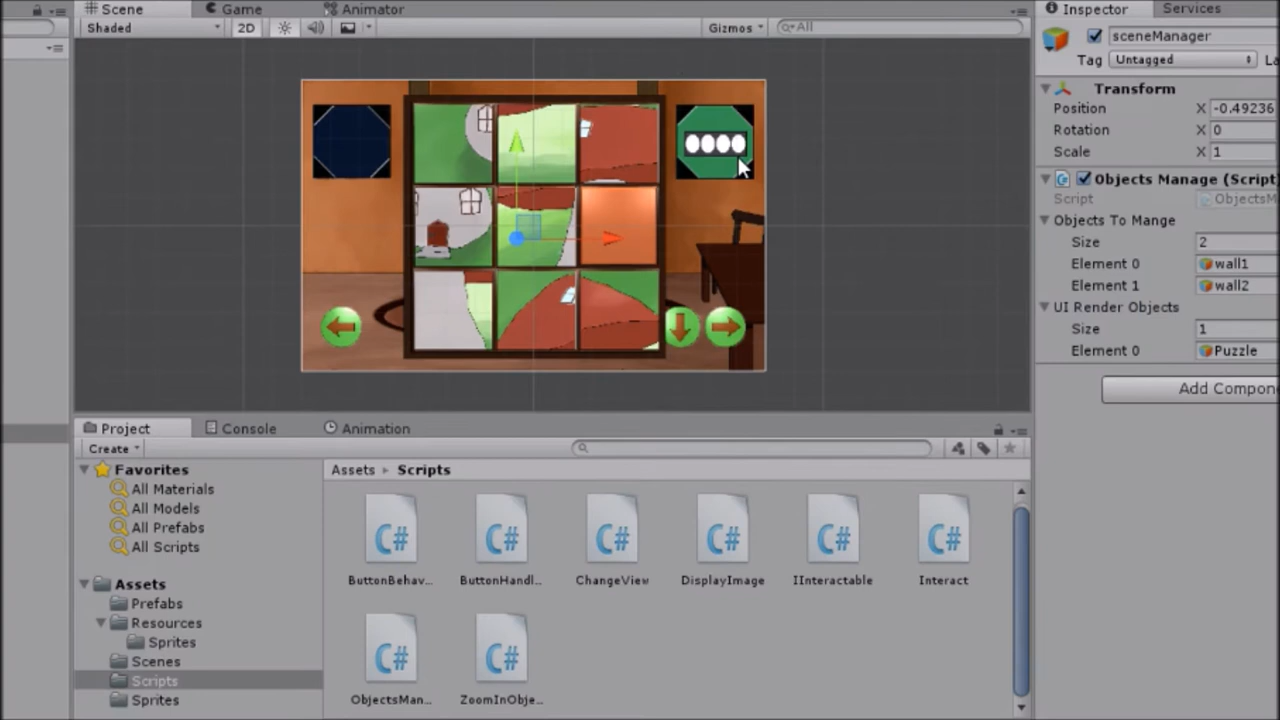 Scene
Game
Animator
Inspector
Services
Shaded
2D
Gizmos
All
sceneManager
Tag
Untagged
Transform
Position
X
-0.49236
Rotation
X
0
Scale
X
1
Objects Manage (Script
Script
ObjectsM
Objects To Mange
Size
2
Element 0
wall1
Element 1
wall2
UI Render Objects
Size
1
Element 0
Puzzle
Add Compon
Project
Console
Animation
Create
Favorites
All Materials
All Models
All Prefabs
All Scripts
Assets
Prefabs
Resources
Sprites
Scenes
Scripts
Sprites
Assets
Scripts
C#
C#
C#
C#
C#
C#
ButtonBehav...
ButtonHandl...
ChangeView
DisplayImage
IInteractable
Interact
C#
C#
ObjectsMan...
ZoomInObje...